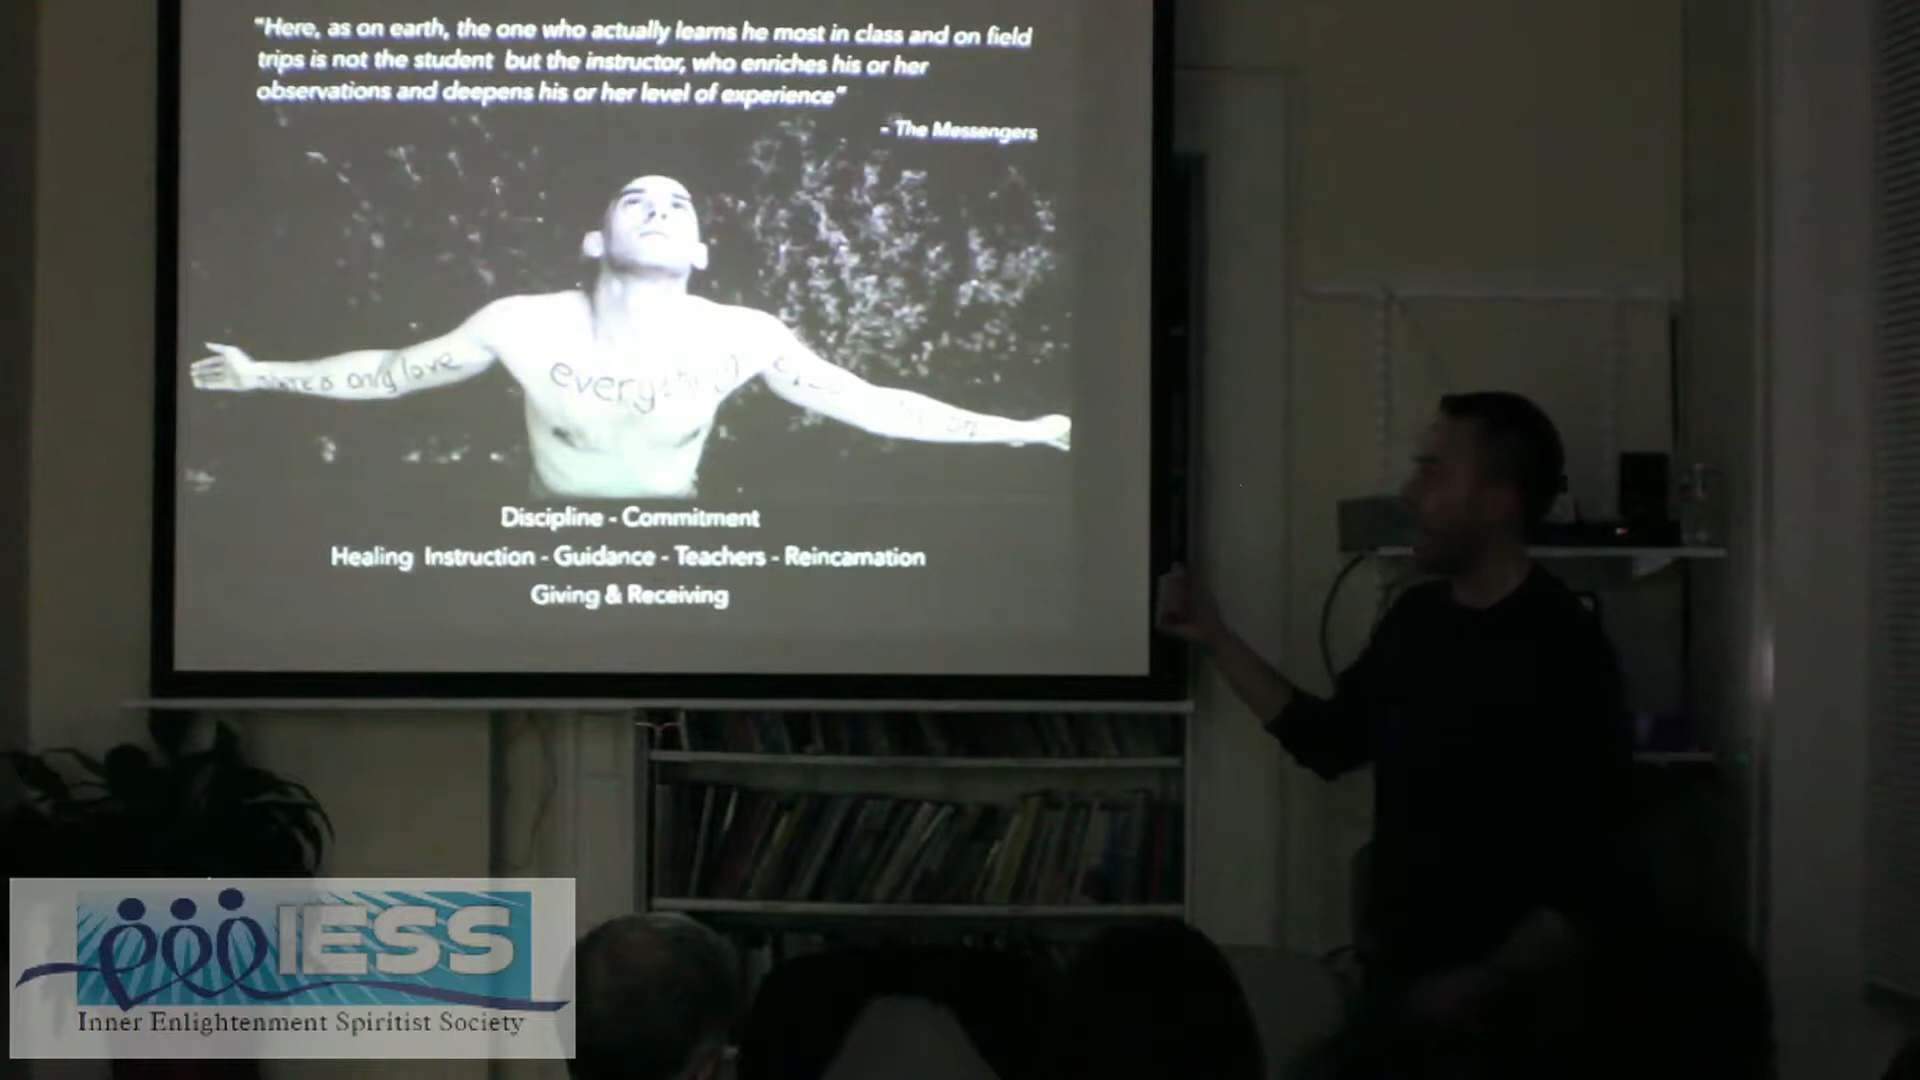 "Here, as on earth, the one who actually learns he most in class and on field
trips is not the student but the instructor, who enriches his or her
observations and deepens his or her level of experience"
- The Messengers
is only love
Discipline - Commitment
Healing Instruction - Guidance - Teachers - Reincarnation
Giving & Receiving
IESS
Inner Enlightenment Spiritist Society